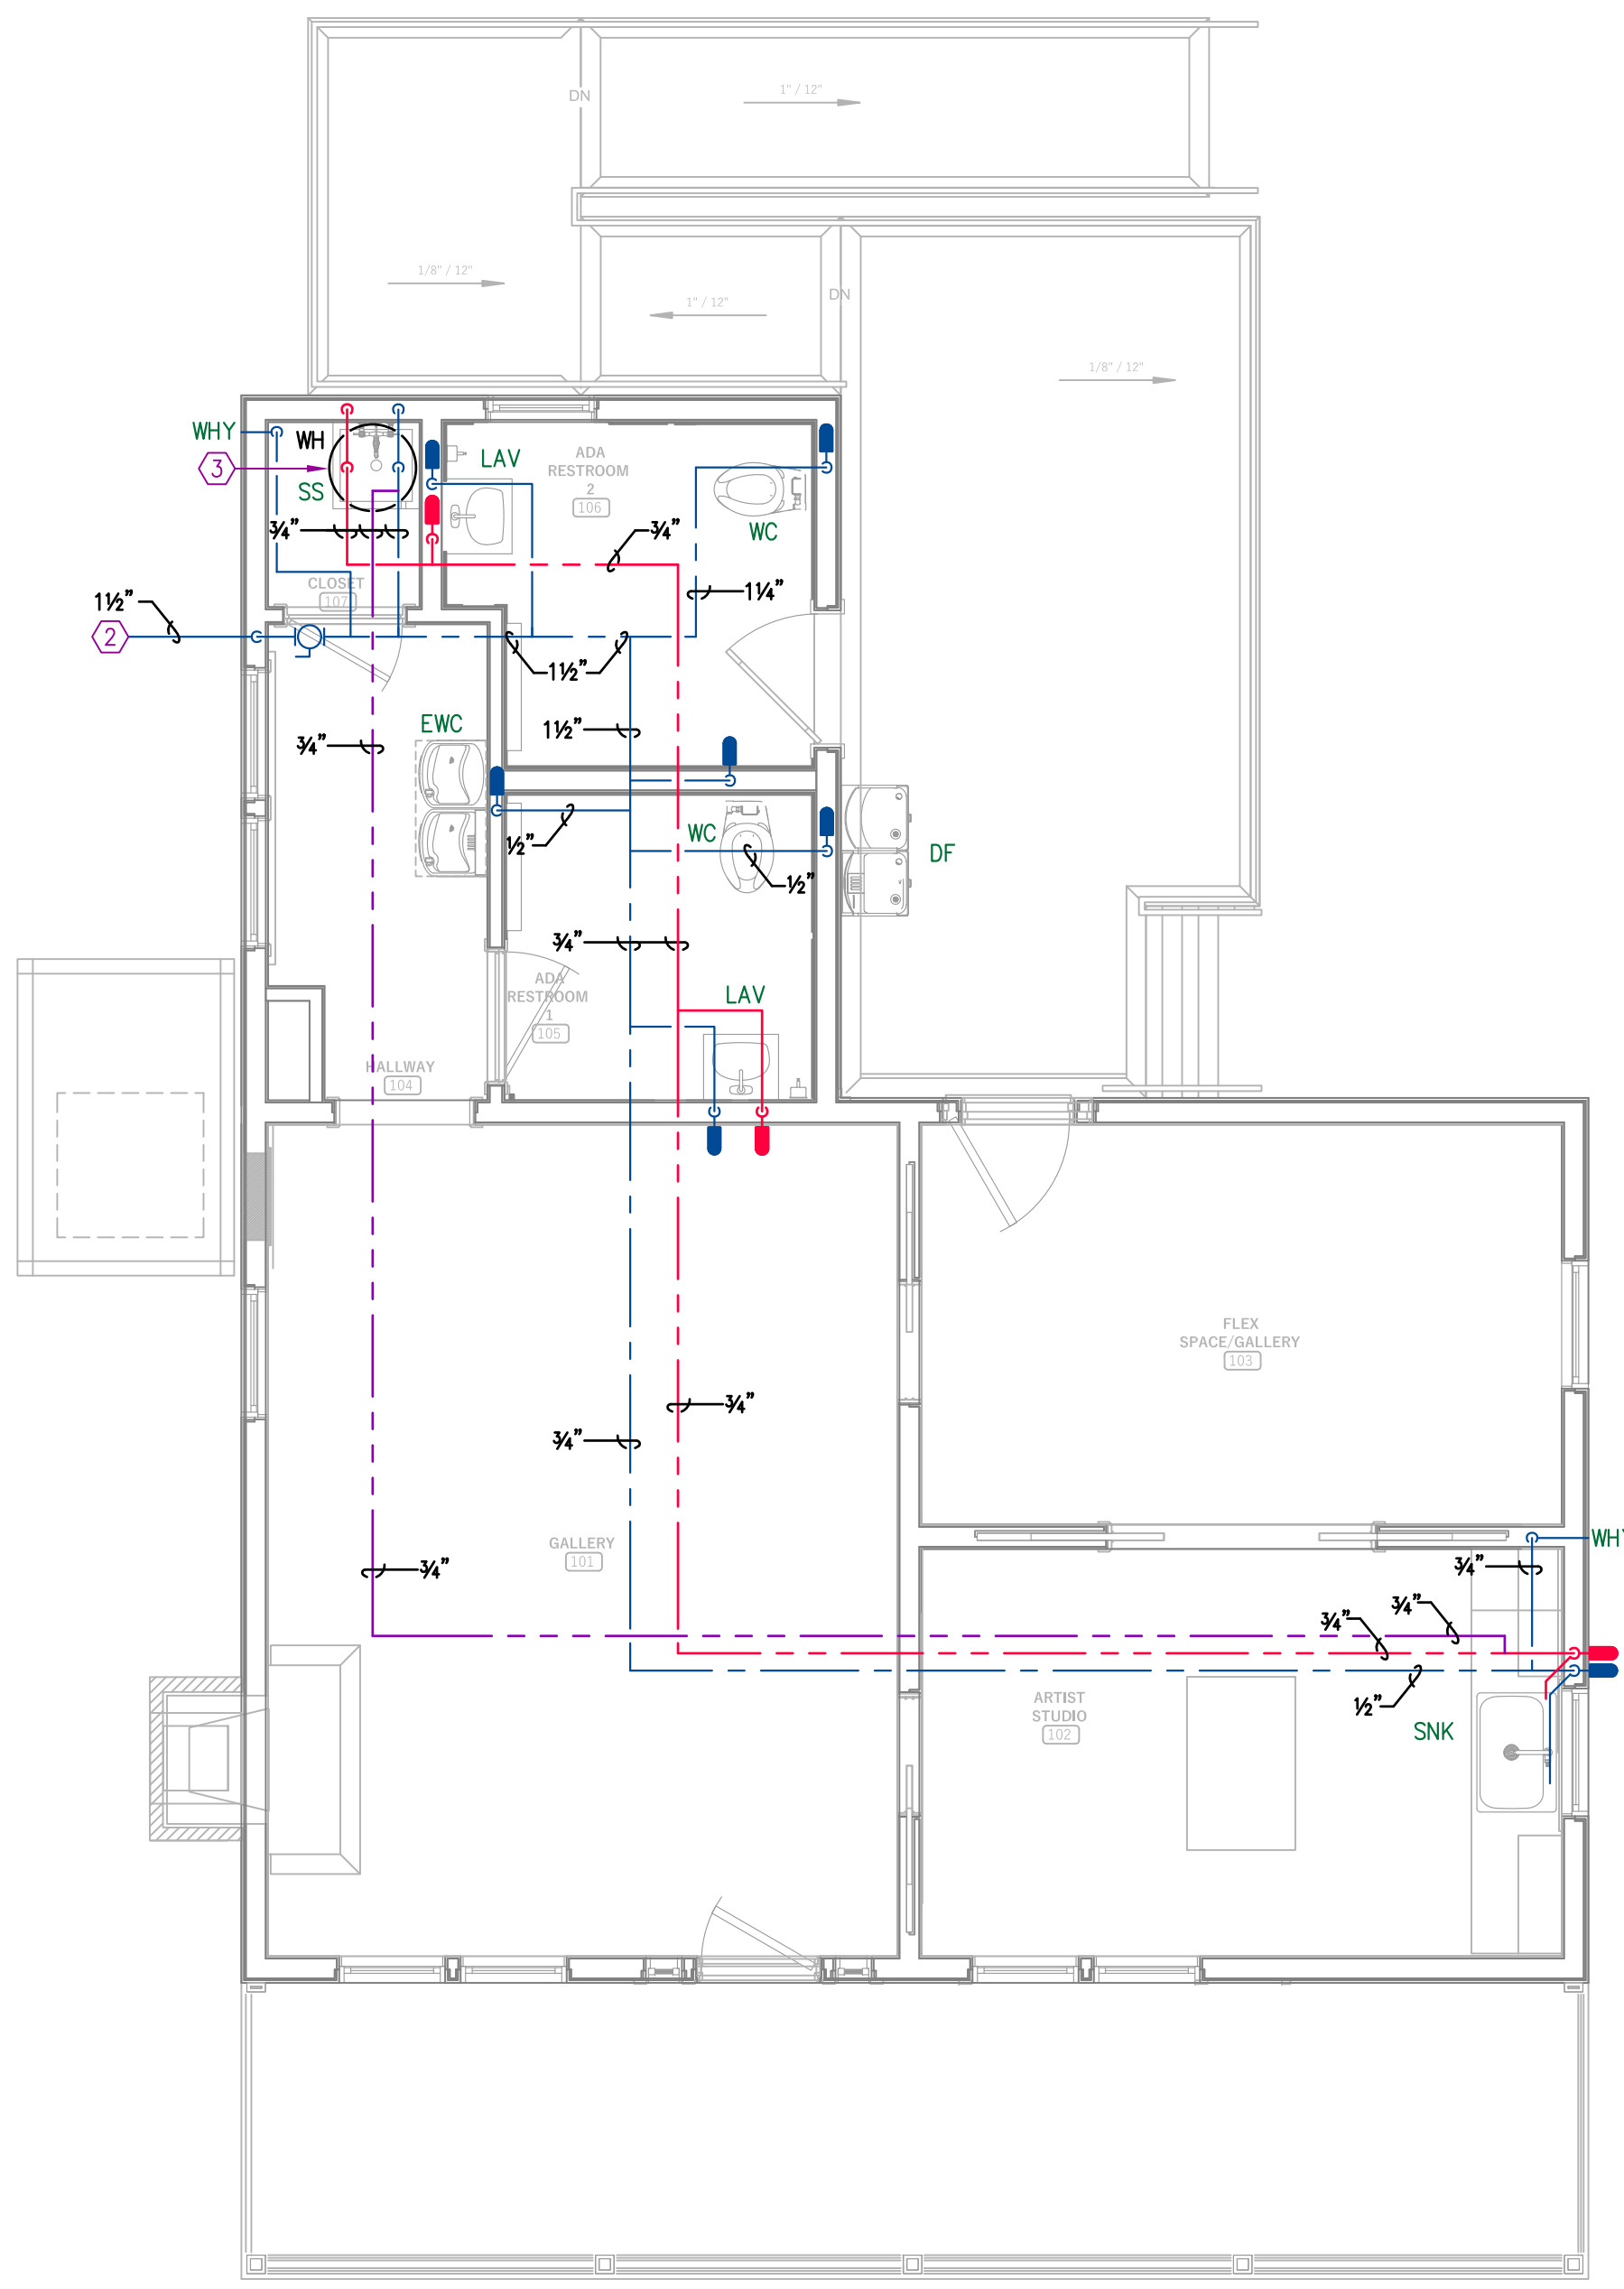 DN
1" / 12"
1/8" / 12"
1" / 12"
DN
1/8" / 12"
WHY
WH
3
SS
LAV
ADA
RESTROOM
2
106
WC
¾"
¾"
CLOSET
107
1¼"
1½"
2
1½"
EWC
1½"
¾"
½"
WC
DF
½"
¾"
ADA
RESTROOM
1
105
LAV
HALLWAY
104
FLEX
SPACE/GALLERY
103
¾"
¾"
GALLERY
101
¾"
WHY
¾"
¾"
¾"
ARTIST
STUDIO
102
½"
SNK